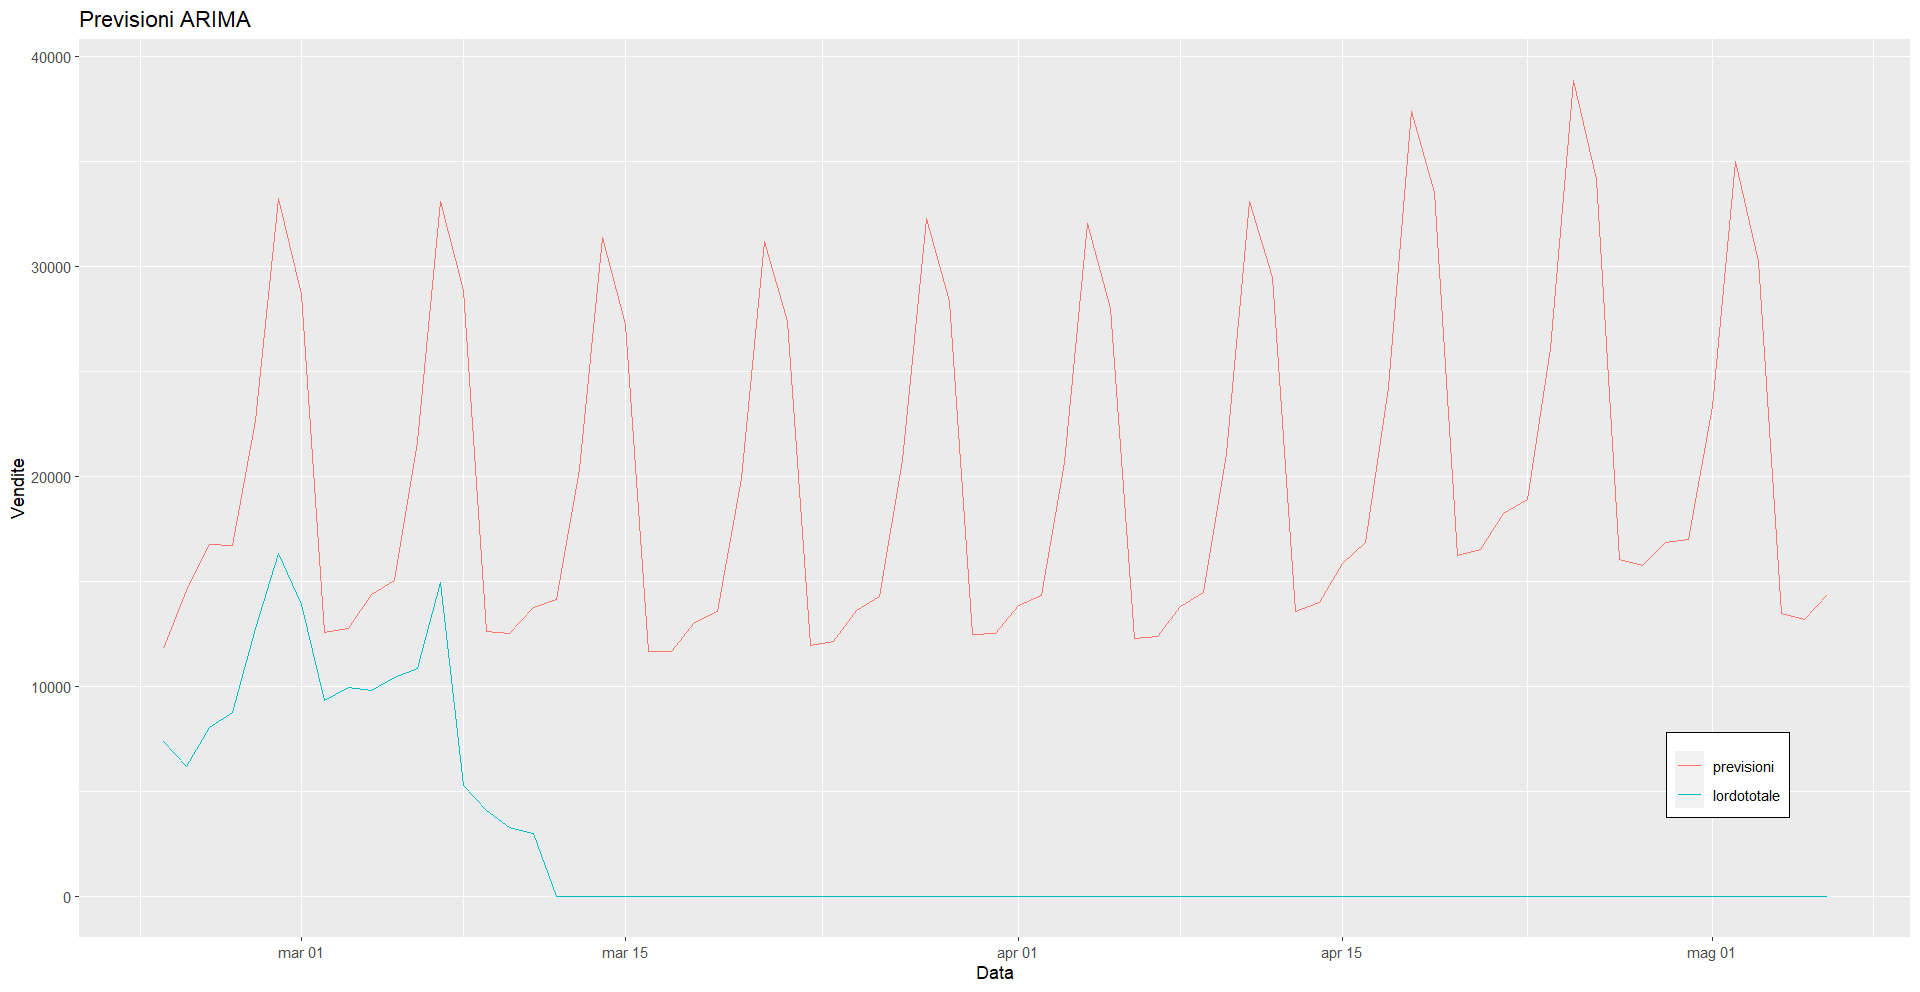 Previsioni ARIMA
40000
30000
20000
10000
0
Vendite
previsioni
lordototale
mar 01
mar 15
apr 01
apr 15
mag 01
Data